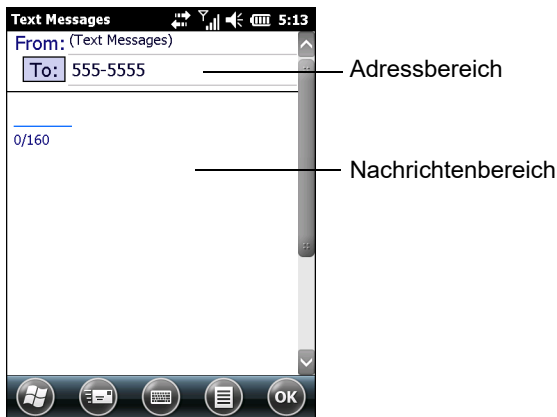 Text Messages 5:13
From: (Text Messages)
To: 555-5555
Adressbereich
0/160
Nachrichtenbereich
OK